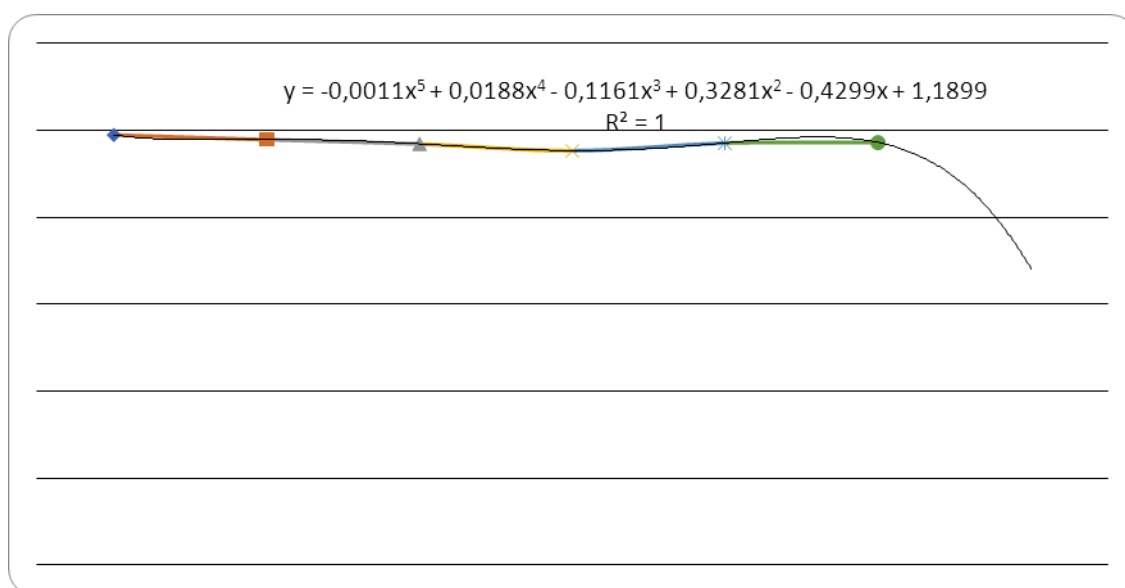 y = -0,0011x⁵ + 0,0188x⁴ - 0,1161x³ + 0,3281x² - 0,4299x + 1,1899
R² = 1